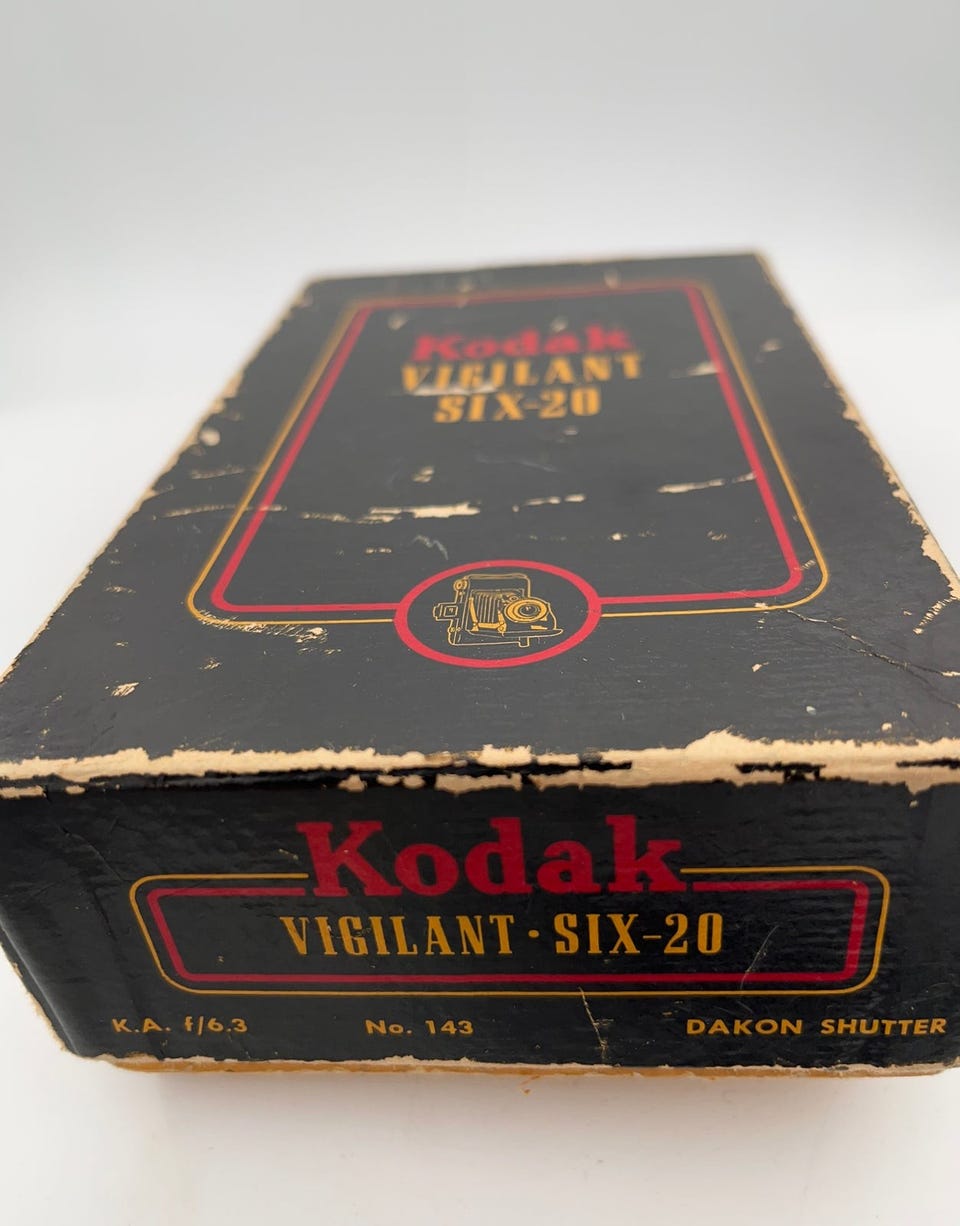 Kodak
VIGILANT
SIX-20
Kodak
VIGILANT · SIX-20
K.A. f/6.3 No. 143 DAKON SHUTTER